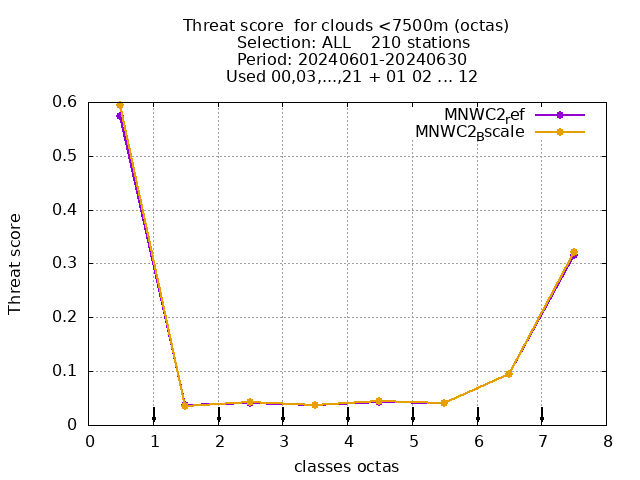 Threat score  for clouds <7500m (octas)
Selection: ALL    210 stations
Period: 20240601-20240630
Used 00,03,...,21 + 01 02 ... 12
MNWC2ref
MNWC2Bscale
0.6
0.5
0.4
0.3
0.2
0.1
0
Threat score
0 1 2 3 4 5 6 7 8
classes octas